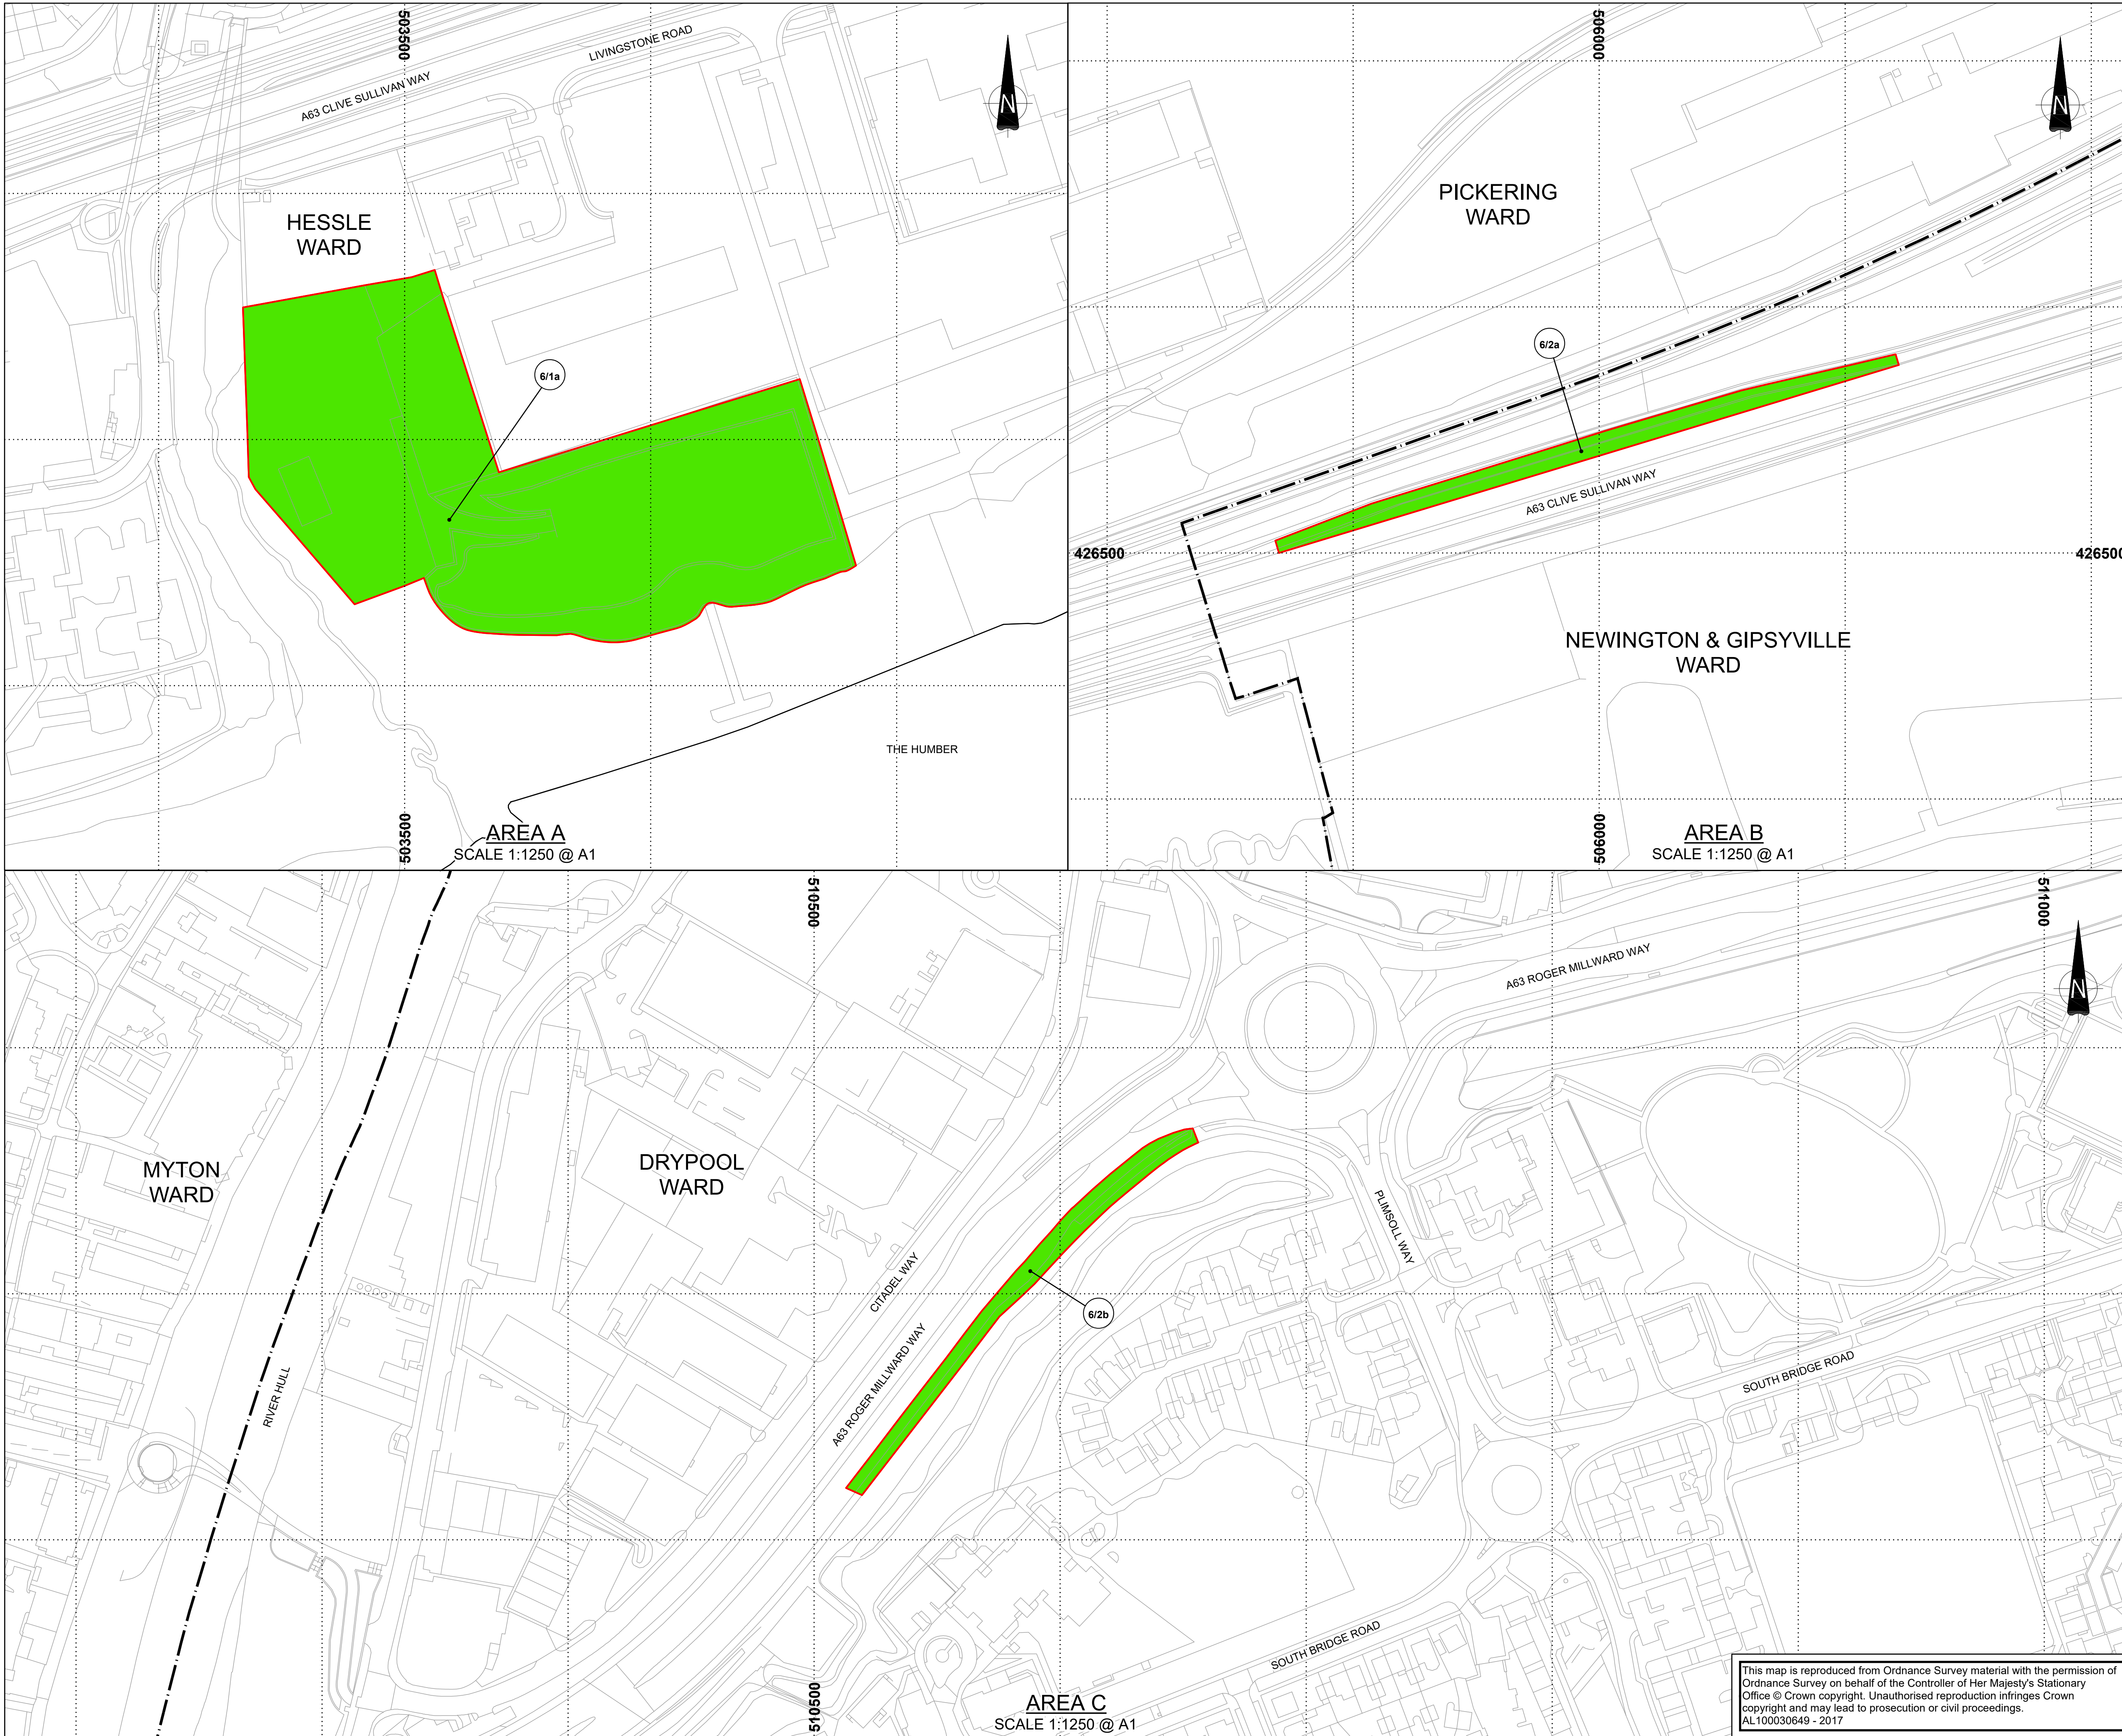 503500
LIVINGSTONE ROAD
A63 CLIVE SULLIVAN WAY
N
HESSLE
WARD
6/1a
THE HUMBER
503500
AREA A
SCALE 1:1250 @ A1
506000
N
PICKERING
WARD
6/2a
A63 CLIVE SULLIVAN WAY
426500
426500
NEWINGTON & GIPSYVILLE
WARD
506000
AREA B
SCALE 1:1250 @ A1
510500
511000
A63 ROGER MILLWARD WAY
N
MYTON
WARD
DRYPOOL
WARD
PLIMSOLL WAY
CITADEL WAY
6/2b
A63 ROGER MILLWARD WAY
RIVER HULL
SOUTH BRIDGE ROAD
SOUTH BRIDGE ROAD
510500
AREA C
SCALE 1:1250 @ A1
This map is reproduced from Ordnance Survey material with the permission of
Ordnance Survey on behalf of the Controller of Her Majesty's Stationary
Office © Crown copyright. Unauthorised reproduction infringes Crown
copyright and may lead to prosecution or civil proceedings.
AL100030649 - 2017